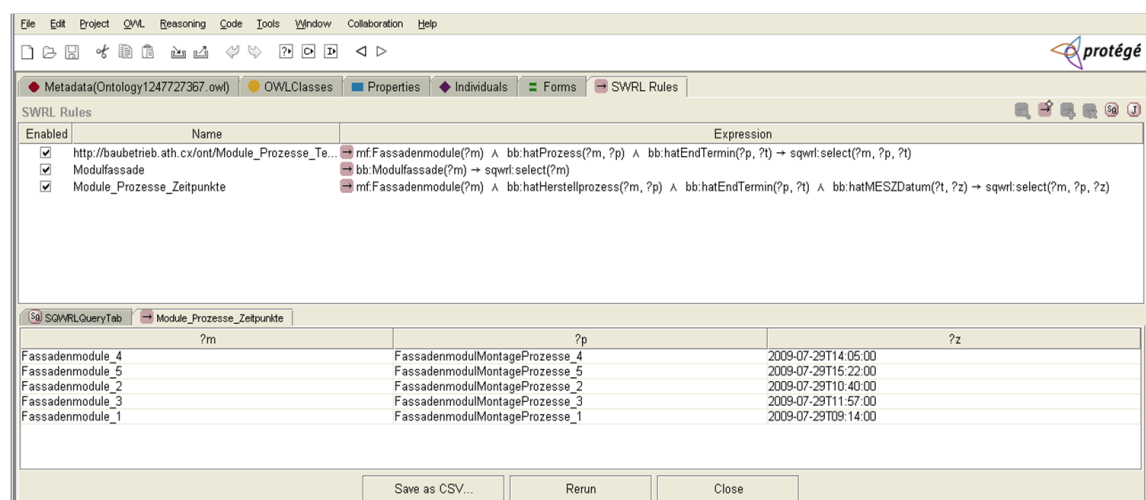 File Edit Project OWL Reasoning Code Tools Window Collaboration Help
protégé
Metadata(Ontology1247727367.owl) OWLClasses Properties Individuals Forms SWRL Rules
SWRL Rules
Enabled Name Expression
http://baubetrieb.ath.cx/ont/Module_Prozesse_Te... mf:Fassadenmodule(?m) ∧ bb:hatProzess(?m, ?p) ∧ bb:hatEndTermin(?p, ?t) → sqwrl:select(?m, ?p, ?t)
Modulfassade bb:Modulfassade(?m) → sqwrl:select(?m)
Module_Prozesse_Zeitpunkte mf:Fassadenmodule(?m) ∧ bb:hatHerstellprozess(?m, ?p) ∧ bb:hatEndTermin(?p, ?t) ∧ bb:hatMESZDatum(?t, ?z) → sqwrl:select(?m, ?p, ?z)
SQWRLQueryTab Module_Prozesse_Zeitpunkte
?m ?p ?z
Fassadenmodule_4 FassadenmodulMontageProzesse_4 2009-07-29T14:05:00
Fassadenmodule_5 FassadenmodulMontageProzesse_5 2009-07-29T15:22:00
Fassadenmodule_2 FassadenmodulMontageProzesse_2 2009-07-29T10:40:00
Fassadenmodule_3 FassadenmodulMontageProzesse_3 2009-07-29T11:57:00
Fassadenmodule_1 FassadenmodulMontageProzesse_1 2009-07-29T09:14:00
Save as CSV... Rerun Close